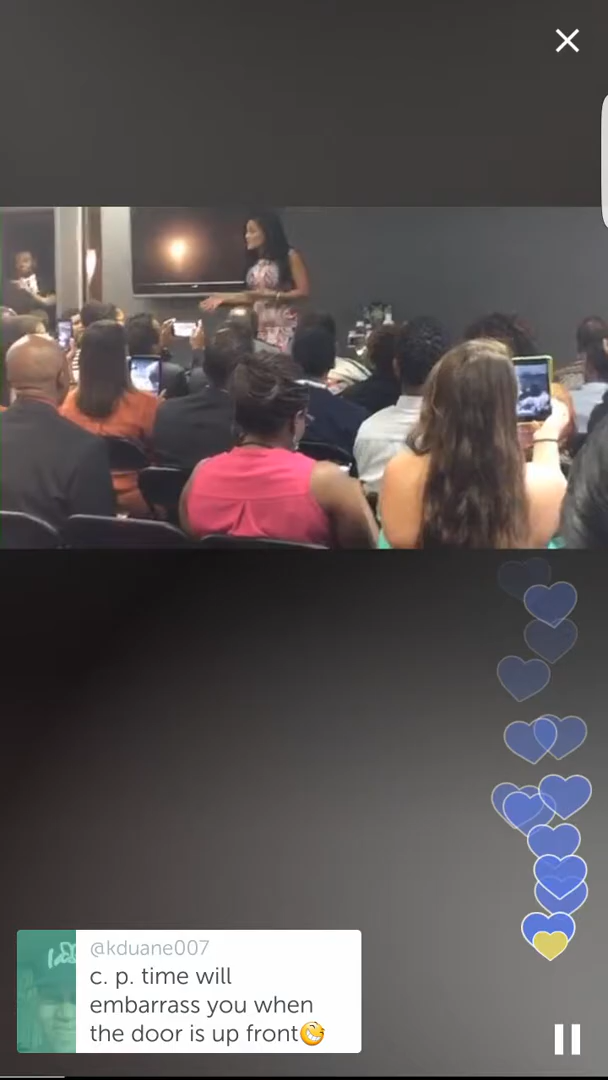 @kduane007
c. p. time will
embarrass you when
the door is up front😆